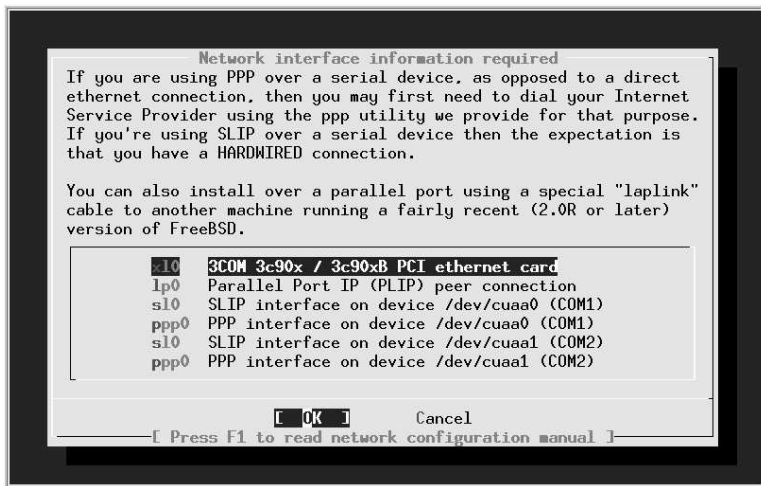 Network interface information required
If you are using PPP over a serial device, as opposed to a direct
ethernet connection, then you may first need to dial your Internet
Service Provider using the ppp utility we provide for that purpose.
If you're using SLIP over a serial device then the expectation is
that you have a HARDWIRED connection.
You can also install over a parallel port using a special "laplink"
cable to another machine running a fairly recent (2.0R or later)
version of FreeBSD.
xl0 3COM 3c90x / 3c90xB PCI ethernet card
lp0 Parallel Port IP (PLIP) peer connection
sl0 SLIP interface on device /dev/cuaa0 (COM1)
ppp0 PPP interface on device /dev/cuaa0 (COM1)
sl0 SLIP interface on device /dev/cuaa1 (COM2)
ppp0 PPP interface on device /dev/cuaa1 (COM2)
[ OK ] Cancel
[ Press F1 to read network configuration manual ]